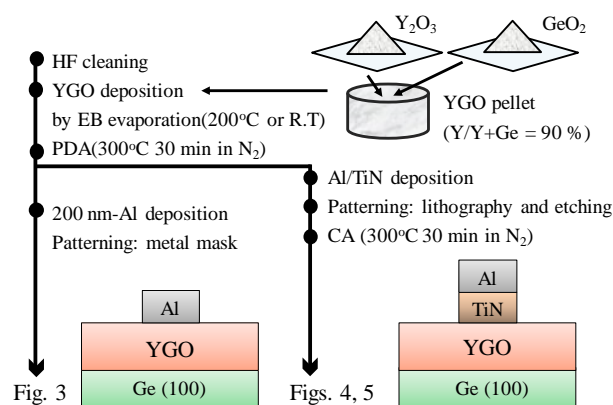 Y₂O₃
GeO₂
HF cleaning
YGO deposition
by EB evaporation(200°C or R.T)
PDA(300°C 30 min in N₂)
YGO pellet
(Y/Y+Ge = 90 %)
200 nm-Al deposition
Patterning: metal mask
Al/TiN deposition
Patterning: lithography and etching
CA (300°C 30 min in N₂)
Al
YGO
Ge (100)
Fig. 3
Al
TiN
YGO
Ge (100)
Figs. 4, 5